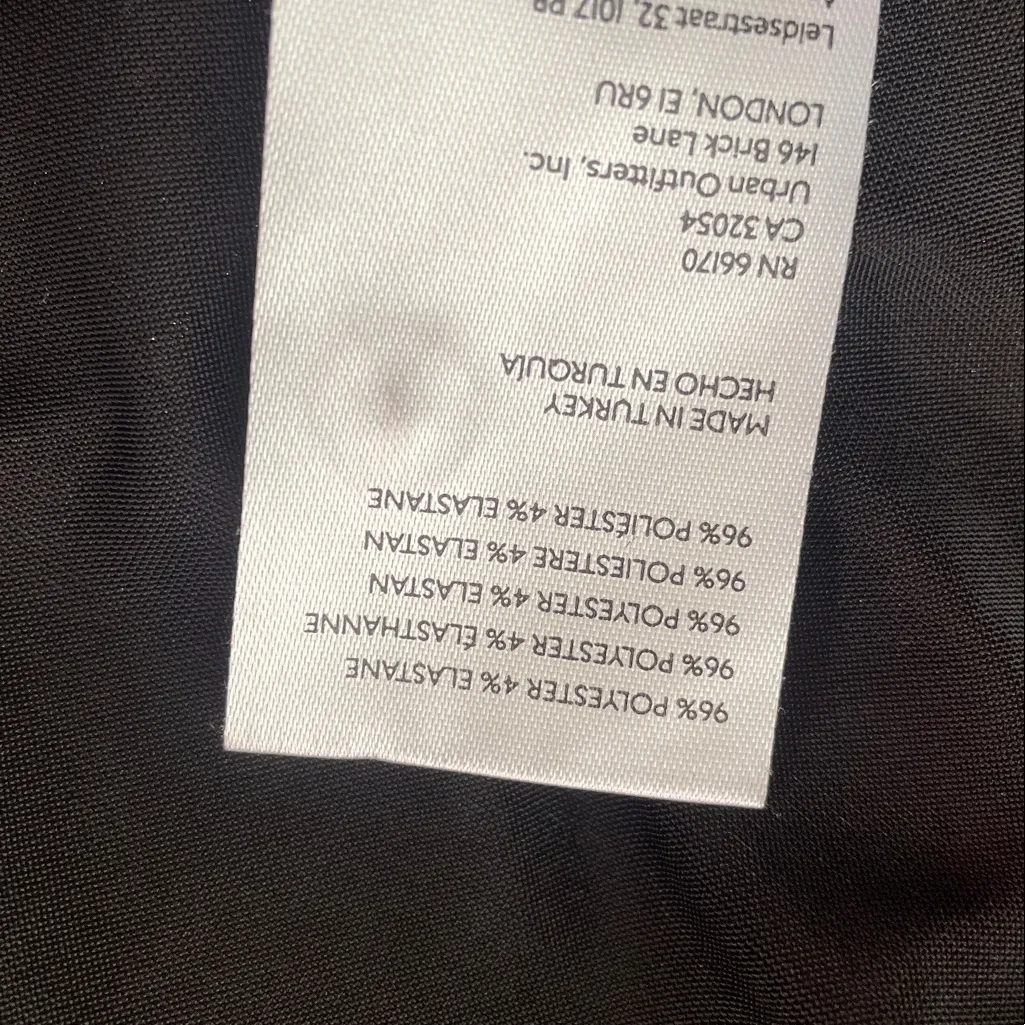 96% POLYESTER 4% ELASTANE
96% POLYESTER 4% ÉLASTHANNE
96% POLYESTER 4% ELASTAN
96% POLIESTERE 4% ELASTAN
96% POLIÉSTER 4% ELASTANE
MADE IN TURKEY
HECHO EN TURQUÍA
RN 66170
CA 32054
Urban Outfitters, Inc.
146 Brick Lane
LONDON, E1 6RU
Leidsestraat 32, 1017